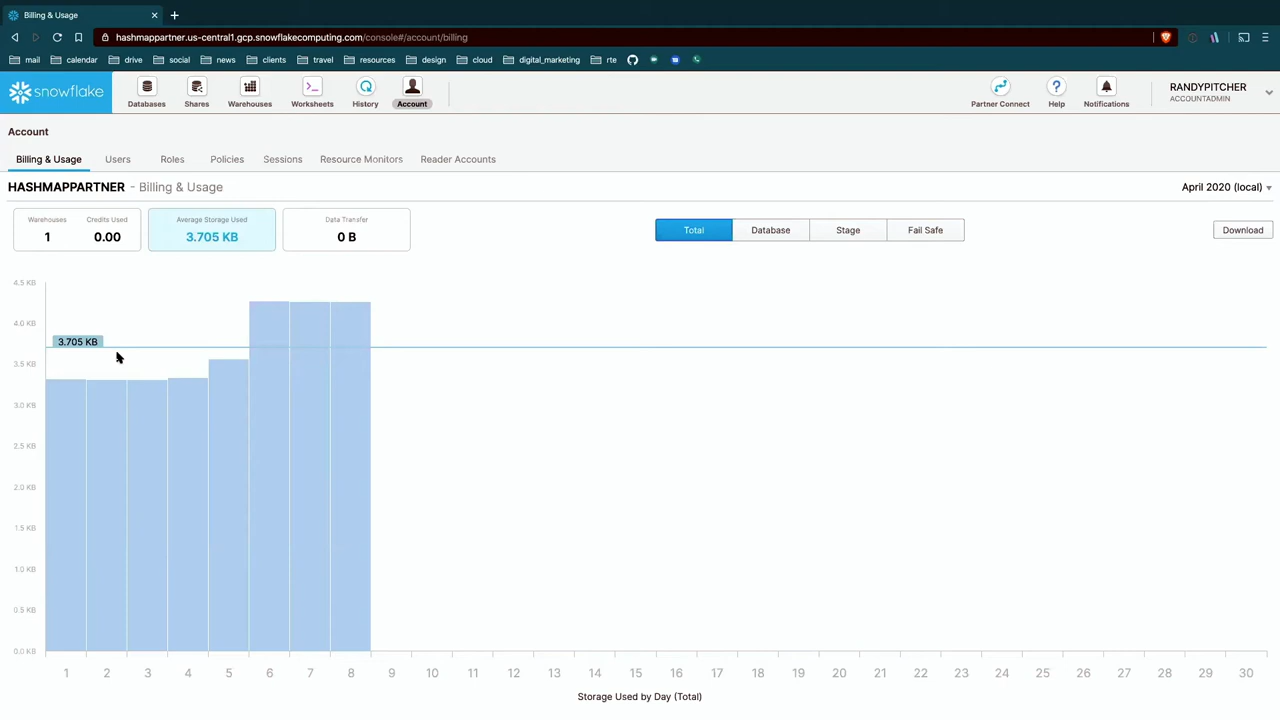 Billing & Usage
hashmappartner.us-central1.gcp.snowflakecomputing.com/console#/account/billing
mail calendar drive social news clients travel resources design cloud digital_marketing rte
snowflake Databases Shares Warehouses Worksheets History Account Partner Connect Help Notifications RANDYPITCHER
ACCOUNTADMIN
Account
Billing & Usage Users Roles Policies Sessions Resource Monitors Reader Accounts
HASHMAPPARTNER - Billing & Usage April 2020 (local)
Warehouses Credits Used Average Storage Used Data Transfer
1 0.00 3.705 KB 0 B
Total Database Stage Fail Safe Download
4.5 KB
4.0 KB
3.705 KB
3.5 KB
3.0 KB
2.5 KB
2.0 KB
1.5 KB
1.0 KB
0.5 KB
0.0 KB
1 2 3 4 5 6 7 8 9 10 11 12 13 14 15 16 17 18 19 20 21 22 23 24 25 26 27 28 29 30
Storage Used by Day (Total)